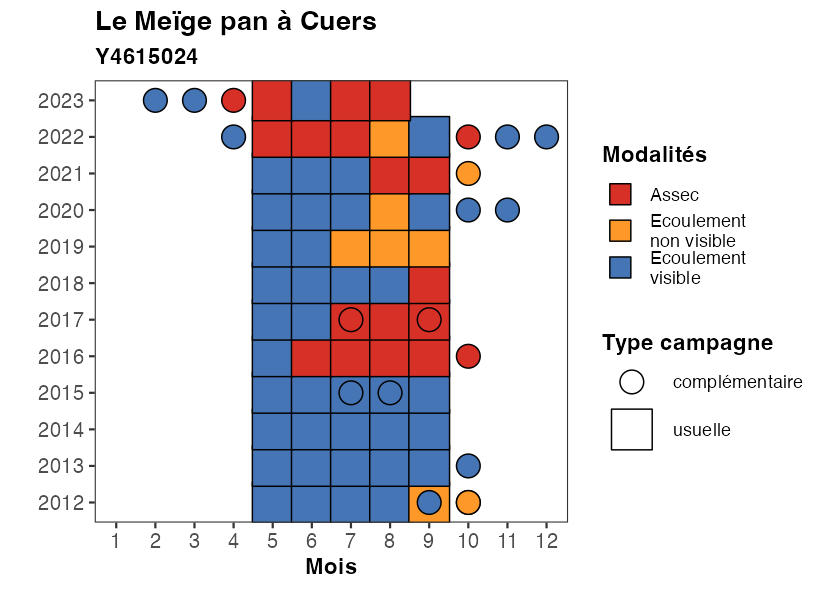 Le Meïge pan à Cuers
Y4615024
2023
2022
2021
2020
2019
2018
2017
2016
2015
2014
2013
2012
1 2 3 4 5 6 7 8 9 10 11 12
Mois
Modalités
Assec
Ecoulement
non visible
Ecoulement
visible
Type campagne
complémentaire
usuelle